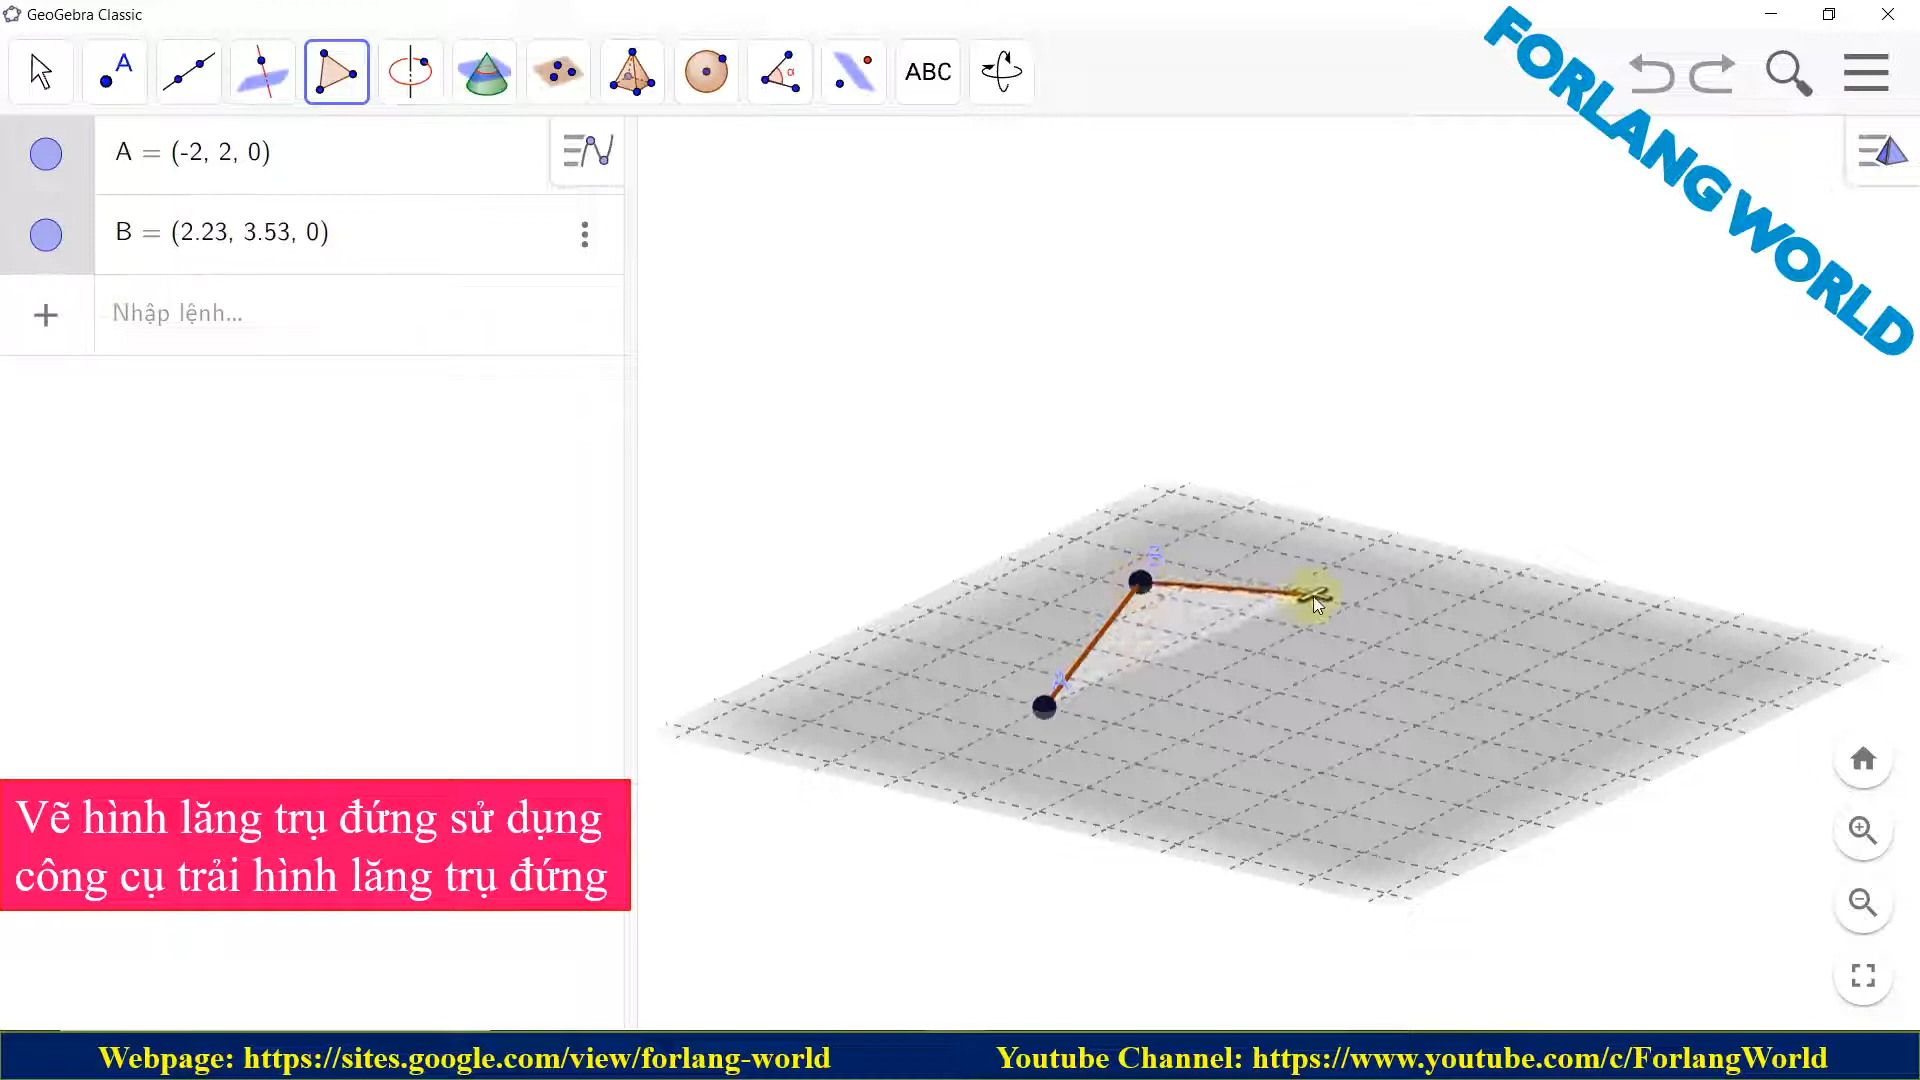 GeoGebra Classic
A
α
ABC
FORLANG WORLD
A = (-2, 2, 0)
B = (2.23, 3.53, 0)
+
Nhập lệnh...
B
A
Vẽ hình lăng trụ đứng sử dụng
công cụ trải hình lăng trụ đứng
Webpage: https://sites.google.com/view/forlang-world
Youtube Channel: https://www.youtube.com/c/ForlangWorld